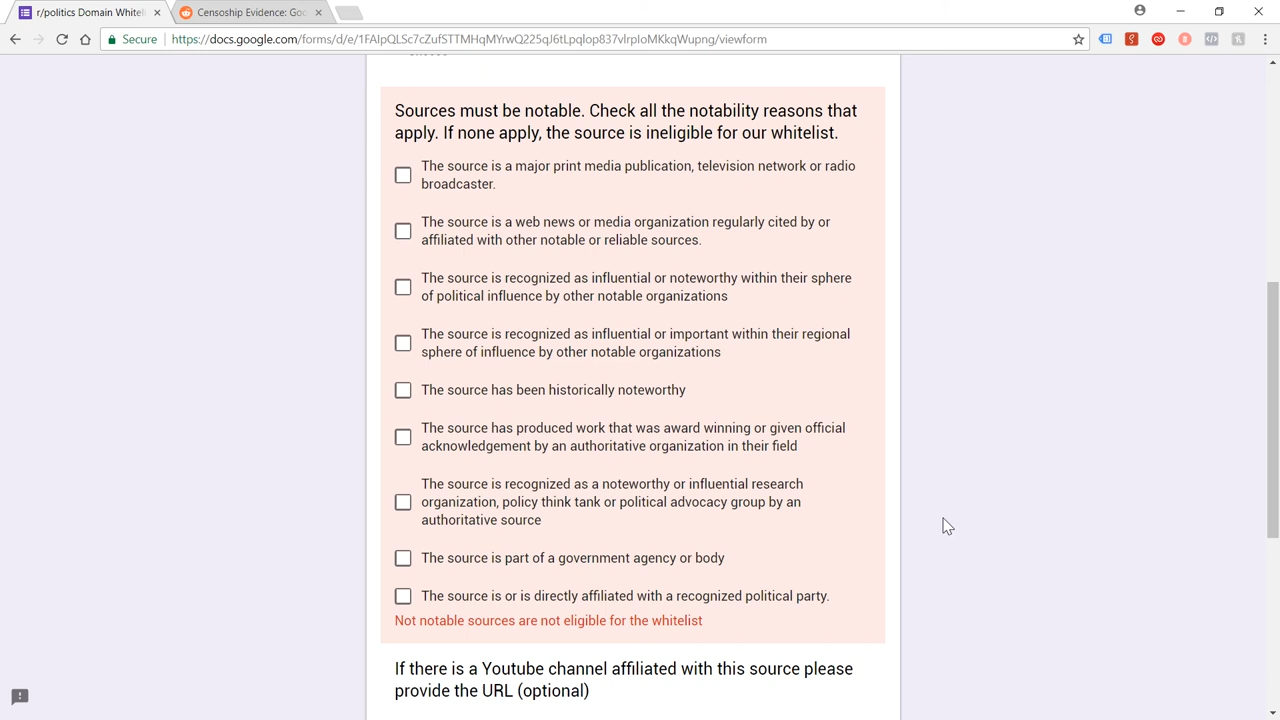 r/politics Domain Whitel
Censoship Evidence: Goo
Secure
https://docs.google.com/forms/d/e/1FAIpQLSc7cZufSTTMHqMYrwQ225qJ6tLpqlop837vlrpIoMKkqWupng/viewform
Sources must be notable. Check all the notability reasons that
apply. If none apply, the source is ineligible for our whitelist.
The source is a major print media publication, television network or radio
broadcaster.
The source is a web news or media organization regularly cited by or
affiliated with other notable or reliable sources.
The source is recognized as influential or noteworthy within their sphere
of political influence by other notable organizations
The source is recognized as influential or important within their regional
sphere of influence by other notable organizations
The source has been historically noteworthy
The source has produced work that was award winning or given official
acknowledgement by an authoritative organization in their field
The source is recognized as a noteworthy or influential research
organization, policy think tank or political advocacy group by an
authoritative source
The source is part of a government agency or body
The source is or is directly affiliated with a recognized political party.
Not notable sources are not eligible for the whitelist
If there is a Youtube channel affiliated with this source please
provide the URL (optional)